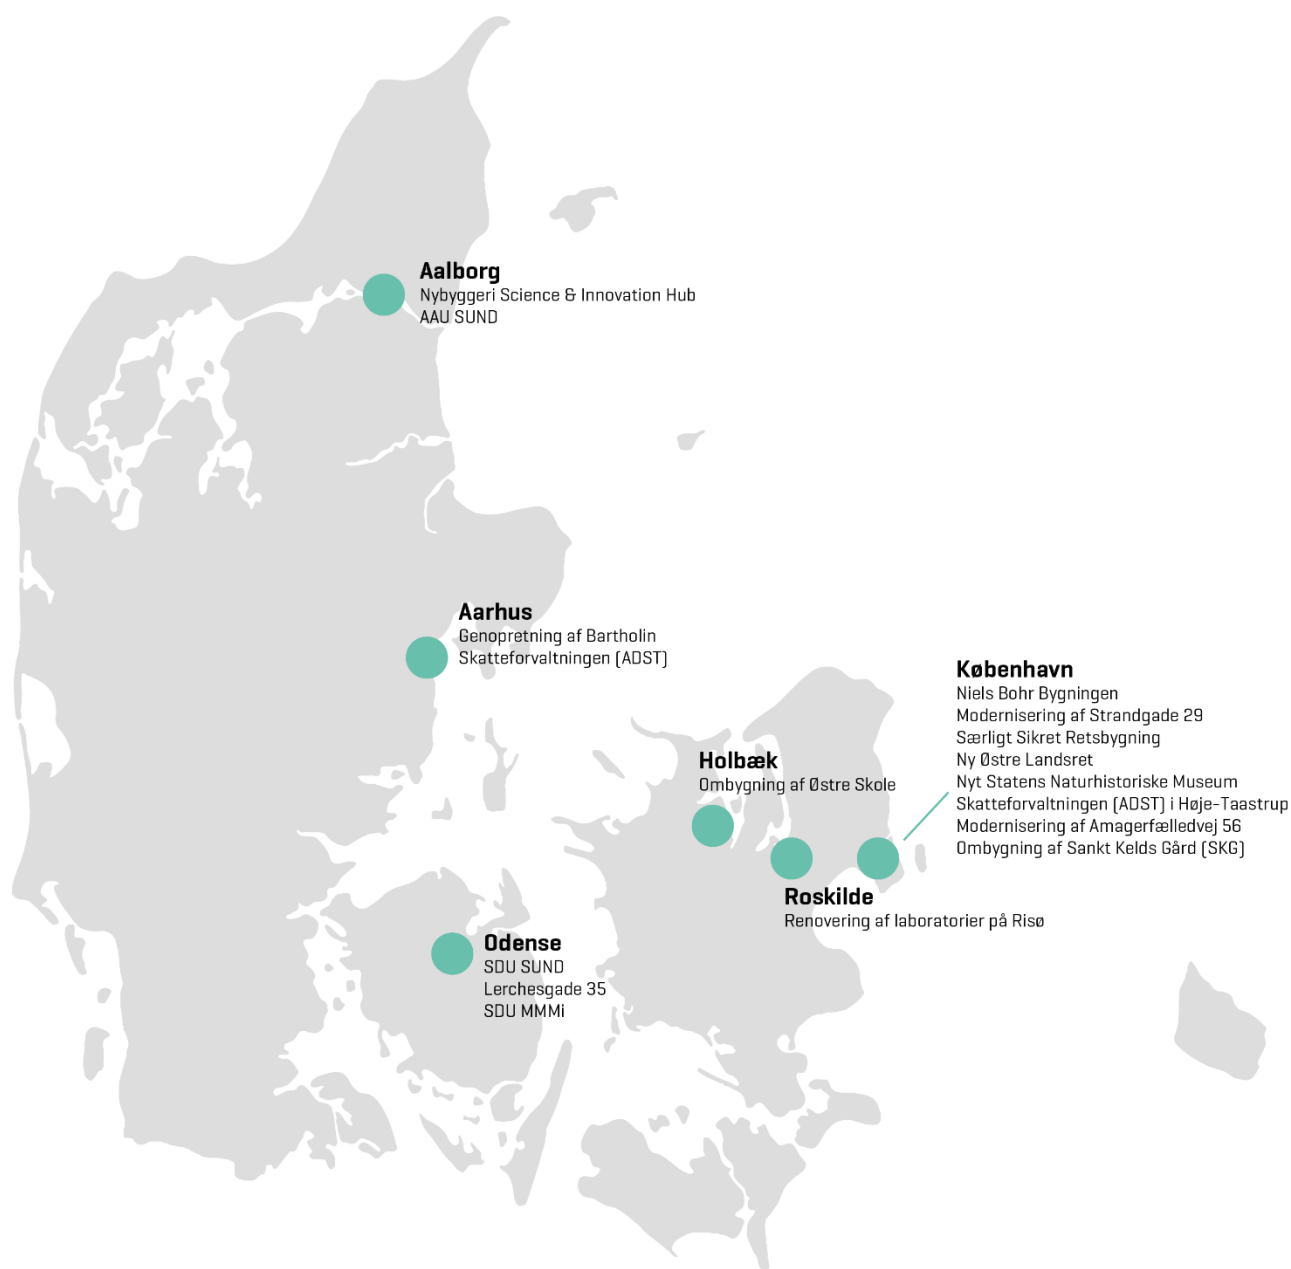 Aalborg
Nybyggeri Science & Innovation Hub
AAU SUND
Aarhus
Genopretning af Bartholin
Skatteforvaltningen (ADST)
København
Niels Bohr Bygningen
Modernisering af Strandgade 29
Særligt Sikret Retsbygning
Ny Østre Landsret
Nyt Statens Naturhistoriske Museum
Skatteforvaltningen (ADST) i Høje-Taastrup
Modernisering af Amagerfælledvej 56
Ombygning af Sankt Kelds Gård (SKG)
Holbæk
Ombygning af Østre Skole
Roskilde
Renovering af laboratorier på Risø
Odense
SDU SUND
Lerchesgade 35
SDU MMMi